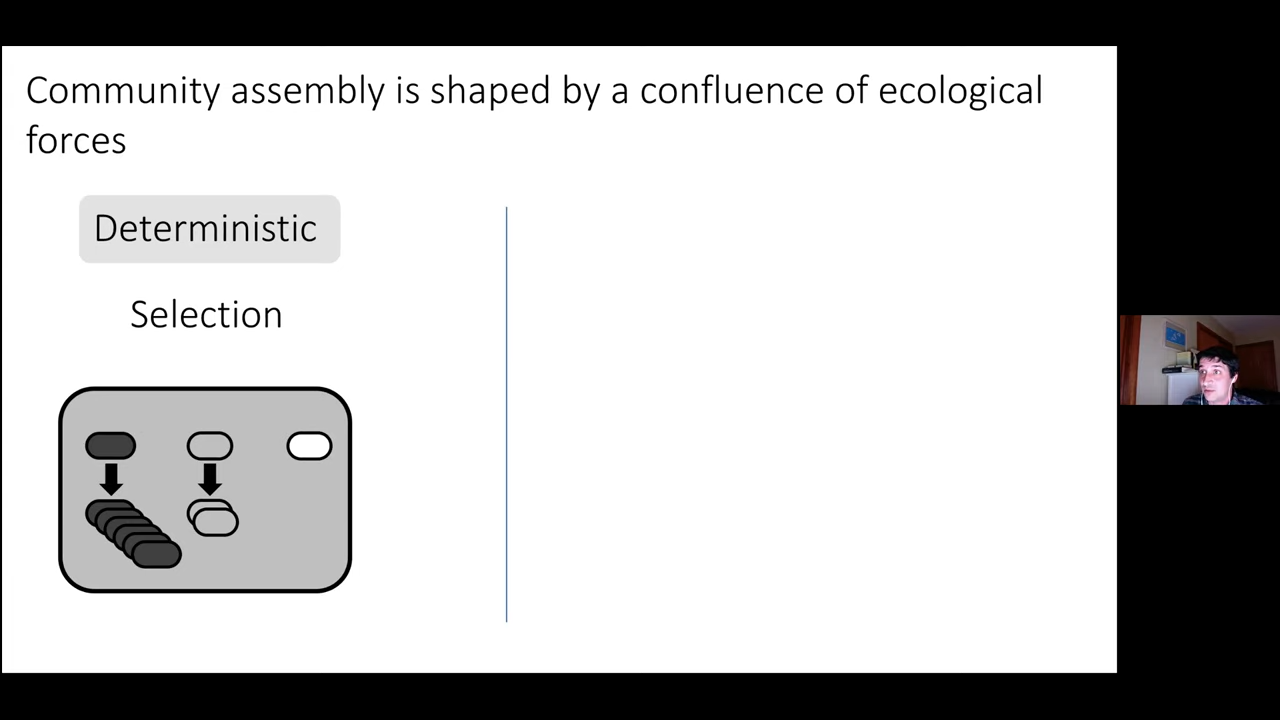 Community assembly is shaped by a confluence of ecological
forces
Deterministic
Selection